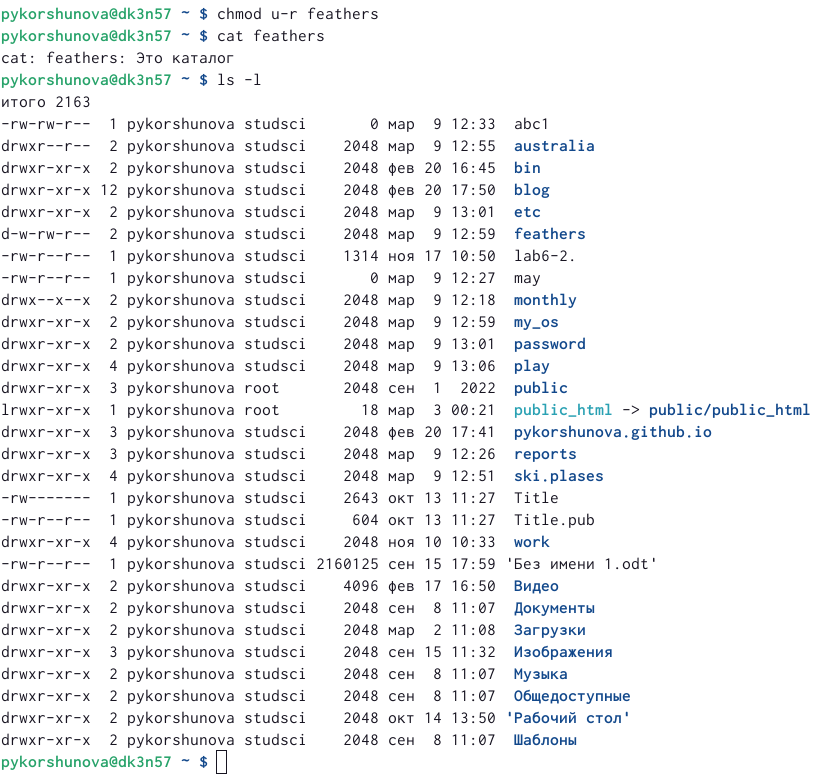 pykorshunova@dk3n57 ~ $ chmod u-r feathers
pykorshunova@dk3n57 ~ $ cat feathers
cat: feathers: Это каталог
pykorshunova@dk3n57 ~ $ ls -l
итого 2163
-rw-rw-r--  1 pykorshunova studsci       0 мар  9 12:33  abc1
drwxr--r--  2 pykorshunova studsci    2048 мар  9 12:55  australia
drwxr-xr-x  2 pykorshunova studsci    2048 фев 20 16:45  bin
drwxr-xr-x 12 pykorshunova studsci    2048 фев 20 17:50  blog
drwxr-xr-x  2 pykorshunova studsci    2048 мар  9 13:01  etc
d-w-rw-r--  2 pykorshunova studsci    2048 мар  9 12:59  feathers
-rw-r--r--  1 pykorshunova studsci    1314 ноя 17 10:50  lab6-2.
-rw-r--r--  1 pykorshunova studsci       0 мар  9 12:27  may
drwx--x--x  2 pykorshunova studsci    2048 мар  9 12:18  monthly
drwxr-xr-x  2 pykorshunova studsci    2048 мар  9 12:59  my_os
drwxr-xr-x  2 pykorshunova studsci    2048 мар  9 13:01  password
drwxr-xr-x  4 pykorshunova studsci    2048 мар  9 13:06  play
drwxr-xr-x  3 pykorshunova root       2048 сен  1  2022  public
lrwxr-xr-x  1 pykorshunova root         18 мар  3 00:21  public_html -> public/public_html
drwxr-xr-x  3 pykorshunova studsci    2048 фев 20 17:41  pykorshunova.github.io
drwxr-xr-x  3 pykorshunova studsci    2048 мар  9 12:26  reports
drwxr-xr-x  4 pykorshunova studsci    2048 мар  9 12:51  ski.plases
-rw-------  1 pykorshunova studsci    2643 окт 13 11:27  Title
-rw-r--r--  1 pykorshunova studsci     604 окт 13 11:27  Title.pub
drwxr-xr-x  4 pykorshunova studsci    2048 ноя 10 10:33  work
-rw-r--r--  1 pykorshunova studsci 2160125 сен 15 17:59 'Без имени 1.odt'
drwxr-xr-x  2 pykorshunova studsci    4096 фев 17 16:50  Видео
drwxr-xr-x  2 pykorshunova studsci    2048 сен  8 11:07  Документы
drwxr-xr-x  2 pykorshunova studsci    2048 мар  2 11:08  Загрузки
drwxr-xr-x  3 pykorshunova studsci    2048 сен 15 11:32  Изображения
drwxr-xr-x  2 pykorshunova studsci    2048 сен  8 11:07  Музыка
drwxr-xr-x  2 pykorshunova studsci    2048 сен  8 11:07  Общедоступные
drwxr-xr-x  2 pykorshunova studsci    2048 окт 14 13:50 'Рабочий стол'
drwxr-xr-x  2 pykorshunova studsci    2048 сен  8 11:07  Шаблоны
pykorshunova@dk3n57 ~ $